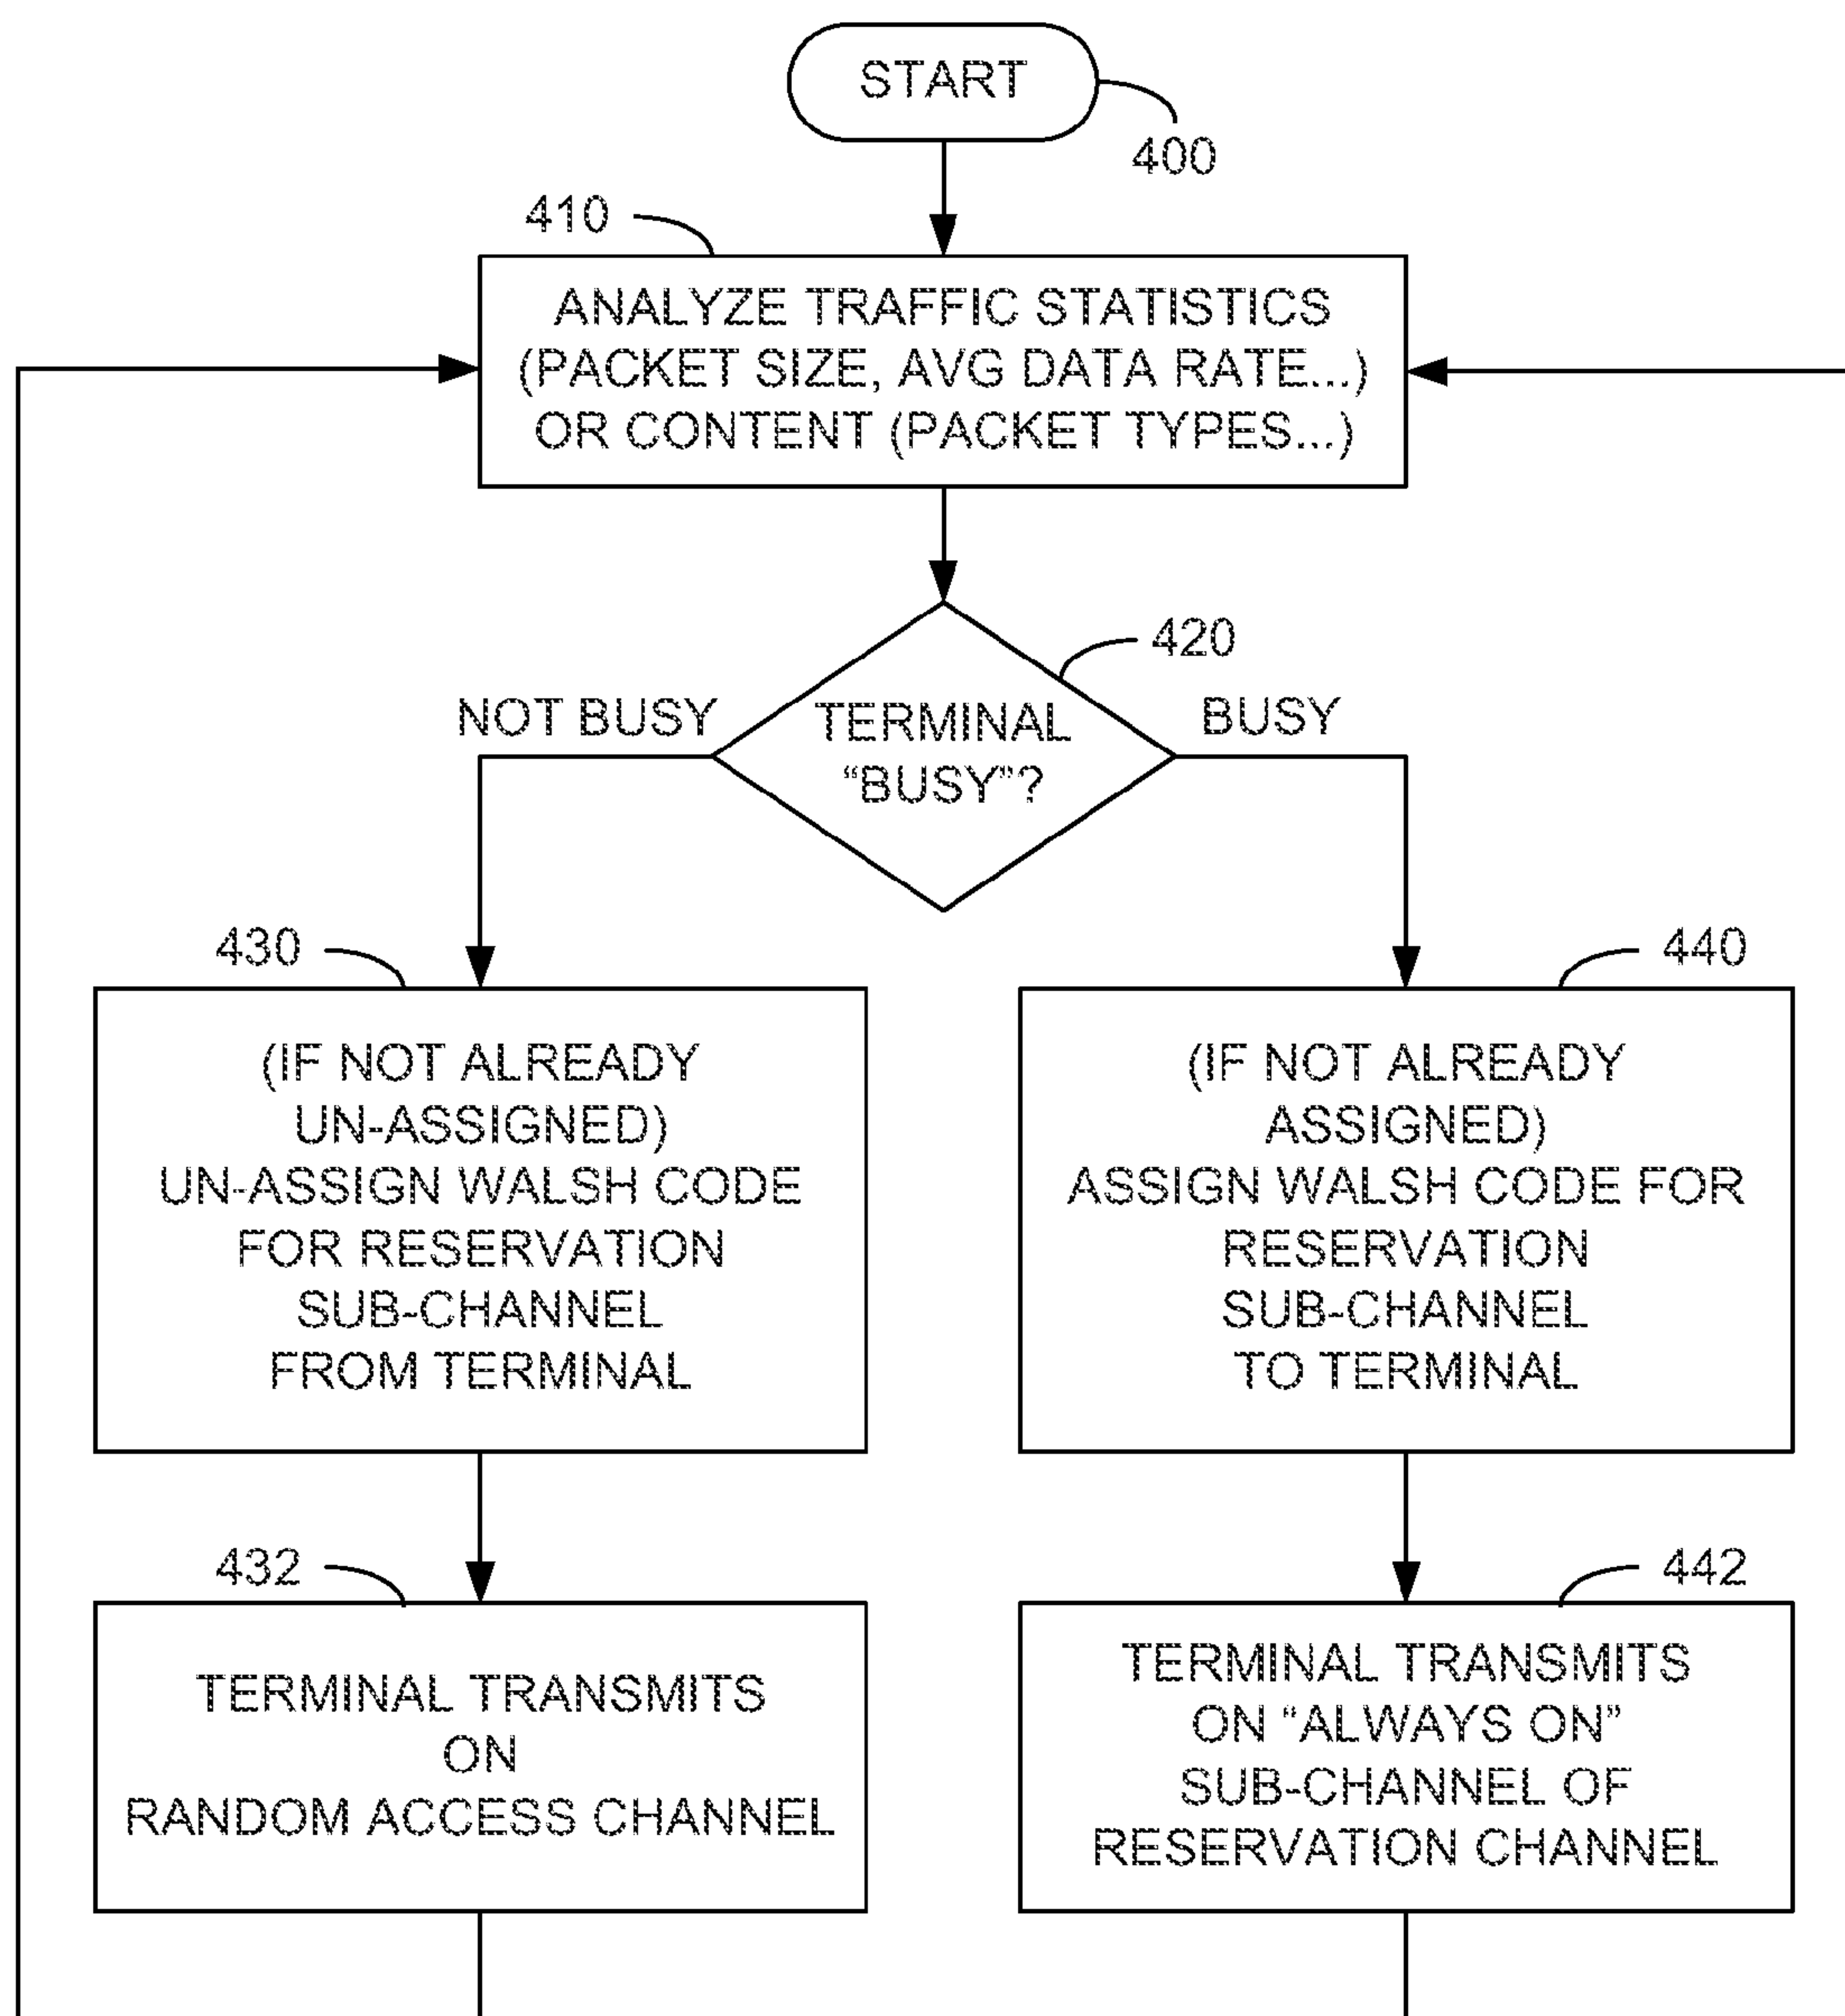 START
400
410
ANALYZE TRAFFIC STATISTICS
(PACKET SIZE, AVG DATA RATE...)
OR CONTENT (PACKET TYPES...)
420
NOT BUSY
TERMINAL
“BUSY”?
BUSY
430
(IF NOT ALREADY
UN-ASSIGNED)
UN-ASSIGN WALSH CODE
FOR RESERVATION
SUB-CHANNEL
FROM TERMINAL
440
(IF NOT ALREADY
ASSIGNED)
ASSIGN WALSH CODE FOR
RESERVATION
SUB-CHANNEL
TO TERMINAL
432
TERMINAL TRANSMITS
ON
RANDOM ACCESS CHANNEL
442
TERMINAL TRANSMITS
ON “ALWAYS ON”
SUB-CHANNEL OF
RESERVATION CHANNEL